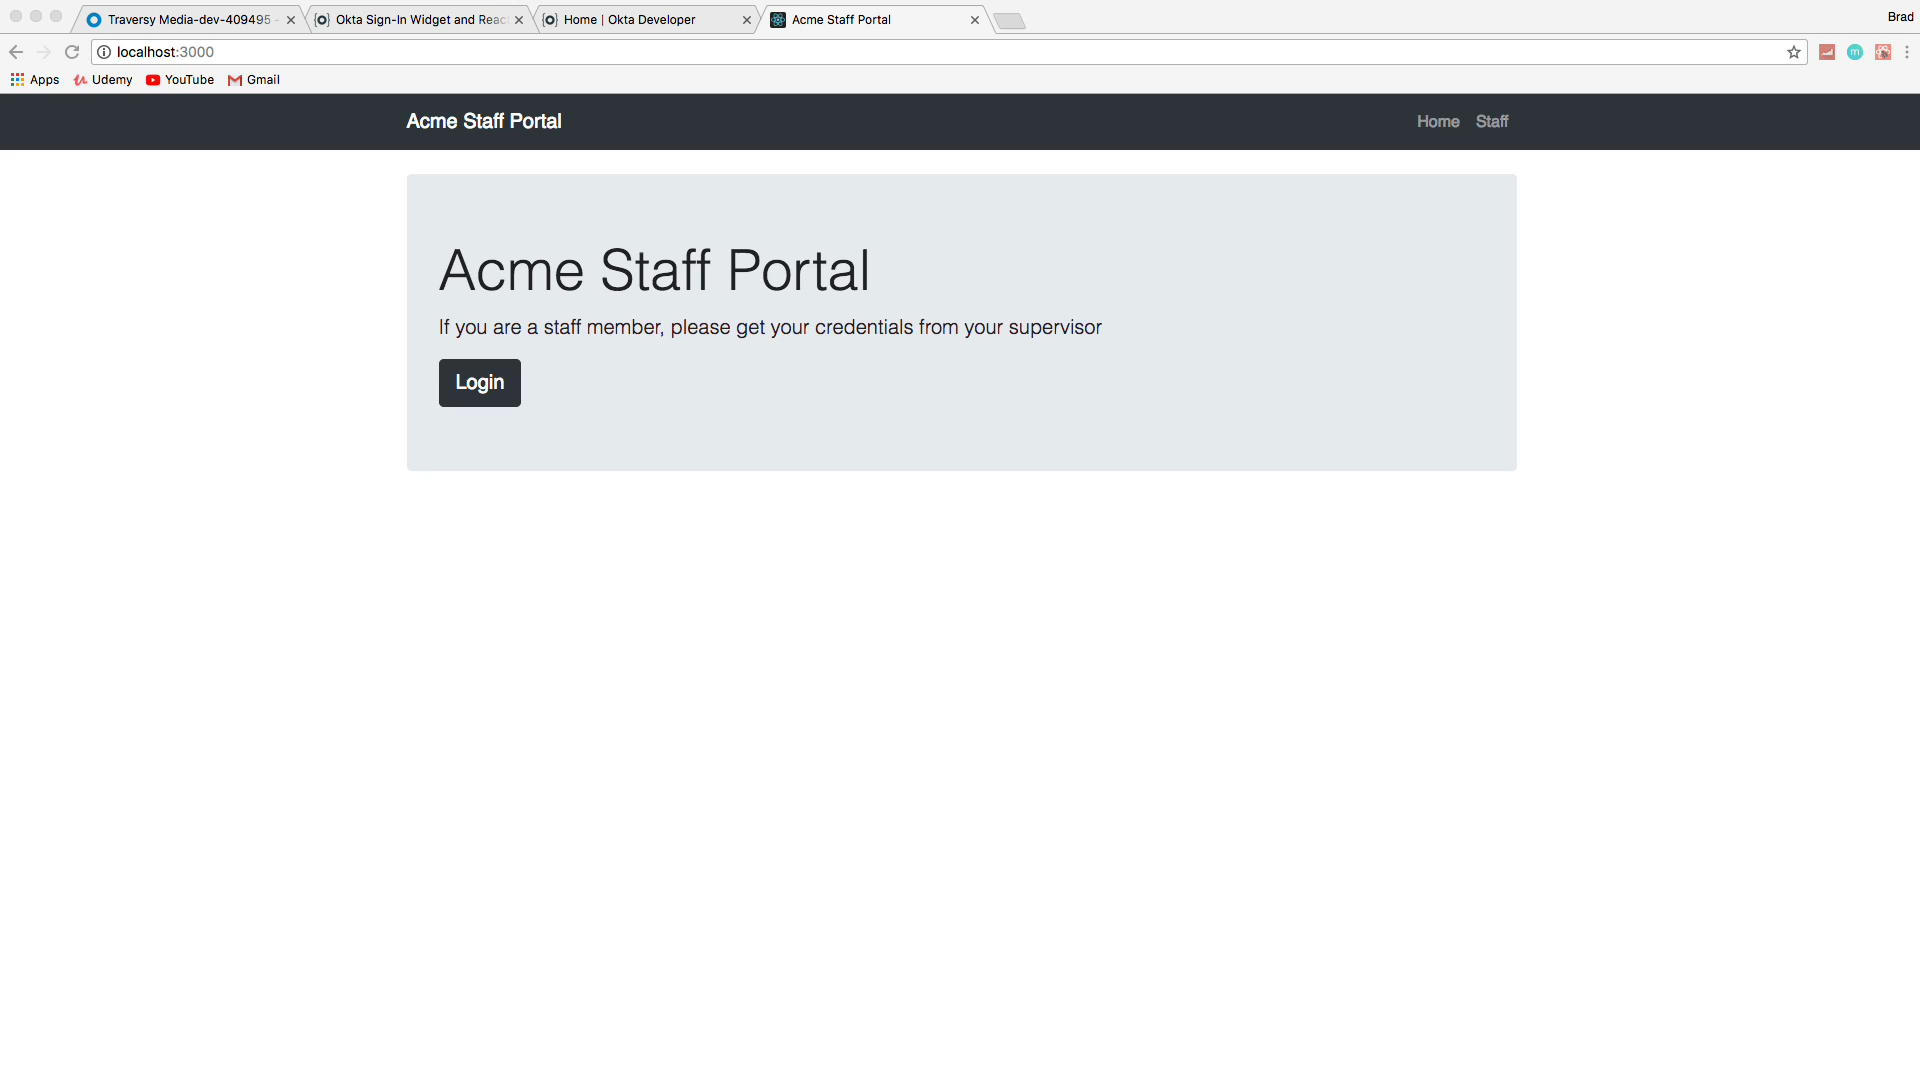 Traversy Media-dev-409495 -
Okta Sign-In Widget and Reac
Home | Okta Developer
Acme Staff Portal
Brad
localhost:3000
m
Apps
Udemy
YouTube
Gmail
Acme Staff Portal
Home
Staff
Acme Staff Portal
If you are a staff member, please get your credentials from your supervisor
Login